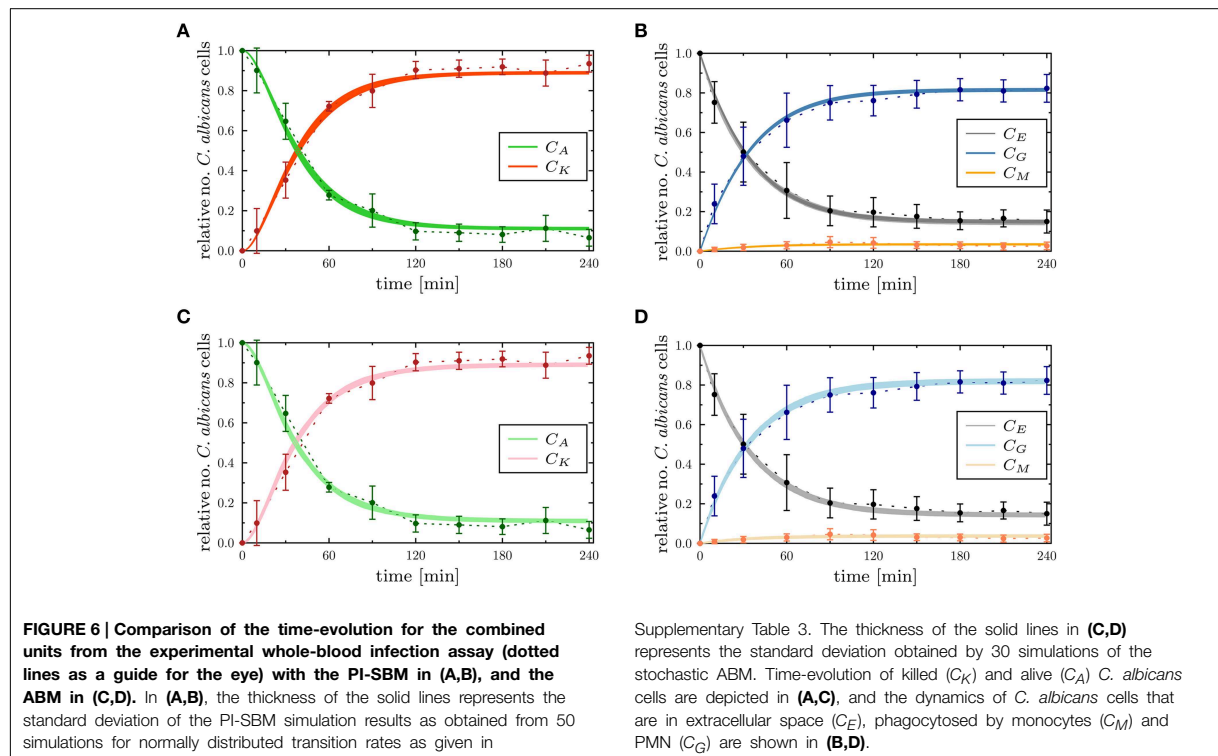 A
relative no. C. albicans cells
1.0
0.8
0.6
0.4
0.2
0.0
C_A
C_K
0 60 120 180 240
time [min]
B
relative no. C. albicans cells
1.0
0.8
0.6
0.4
0.2
0.0
C_E
C_G
C_M
0 60 120 180 240
time [min]
C
relative no. C. albicans cells
1.0
0.8
0.6
0.4
0.2
0.0
C_A
C_K
0 60 120 180 240
time [min]
D
relative no. C. albicans cells
1.0
0.8
0.6
0.4
0.2
0.0
C_E
C_G
C_M
0 60 120 180 240
time [min]
FIGURE 6 | Comparison of the time-evolution for the combined
units from the experimental whole-blood infection assay (dotted
lines as a guide for the eye) with the PI-SBM in (A,B), and the
ABM in (C,D). In (A,B), the thickness of the solid lines represents the
standard deviation of the PI-SBM simulation results as obtained from 50
simulations for normally distributed transition rates as given in
Supplementary Table 3. The thickness of the solid lines in (C,D)
represents the standard deviation obtained by 30 simulations of the
stochastic ABM. Time-evolution of killed (C_K) and alive (C_A) C. albicans
cells are depicted in (A,C), and the dynamics of C. albicans cells that
are in extracellular space (C_E), phagocytosed by monocytes (C_M) and
PMN (C_G) are shown in (B,D).